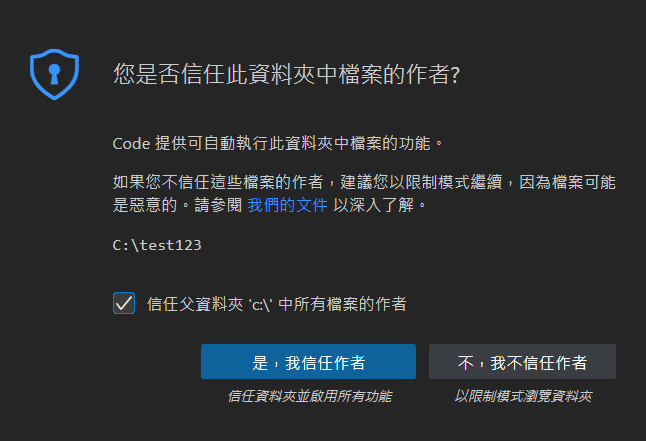 您是否信任此資料夾中檔案的作者?
Code 提供可自動執行此資料夾中檔案的功能。
如果您不信任這些檔案的作者，建議您以限制模式繼續，因為檔案可能
是惡意的。請參閱 我們的文件 以深入了解。
C:\test123
信任父資料夾 'c:\' 中所有檔案的作者
是，我信任作者
不，我不信任作者
信任資料夾並啟用所有功能
以限制模式瀏覽資料夾